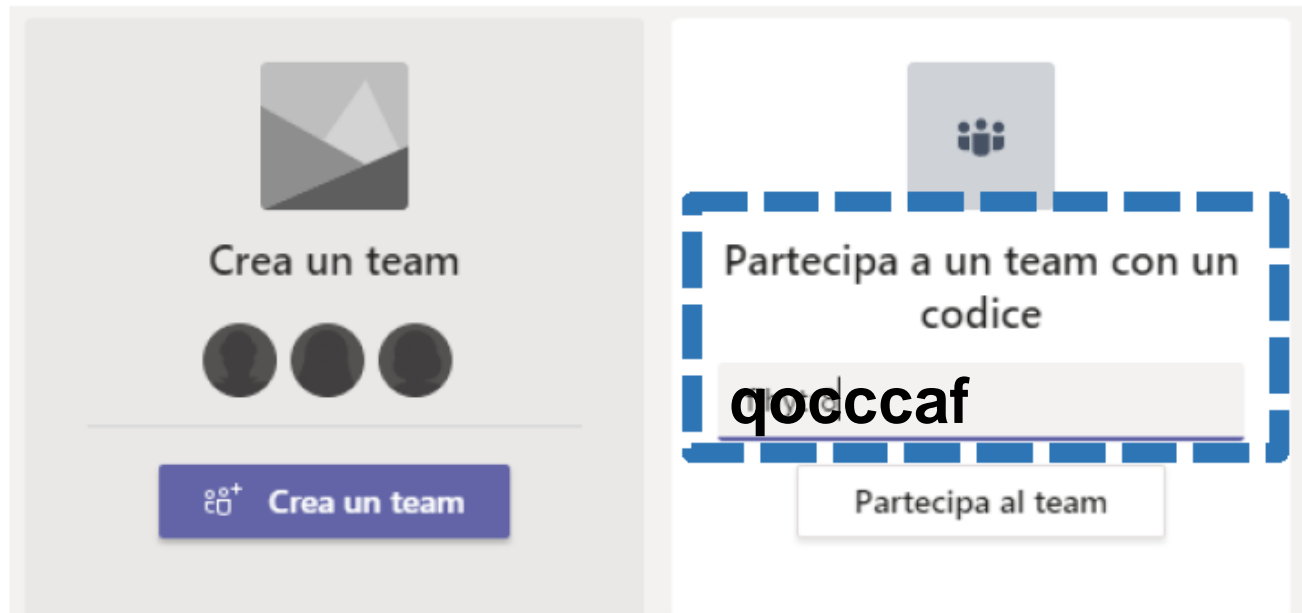 Crea un team
Crea un team
Partecipa a un team con un
codice
qocccaf
Partecipa al team